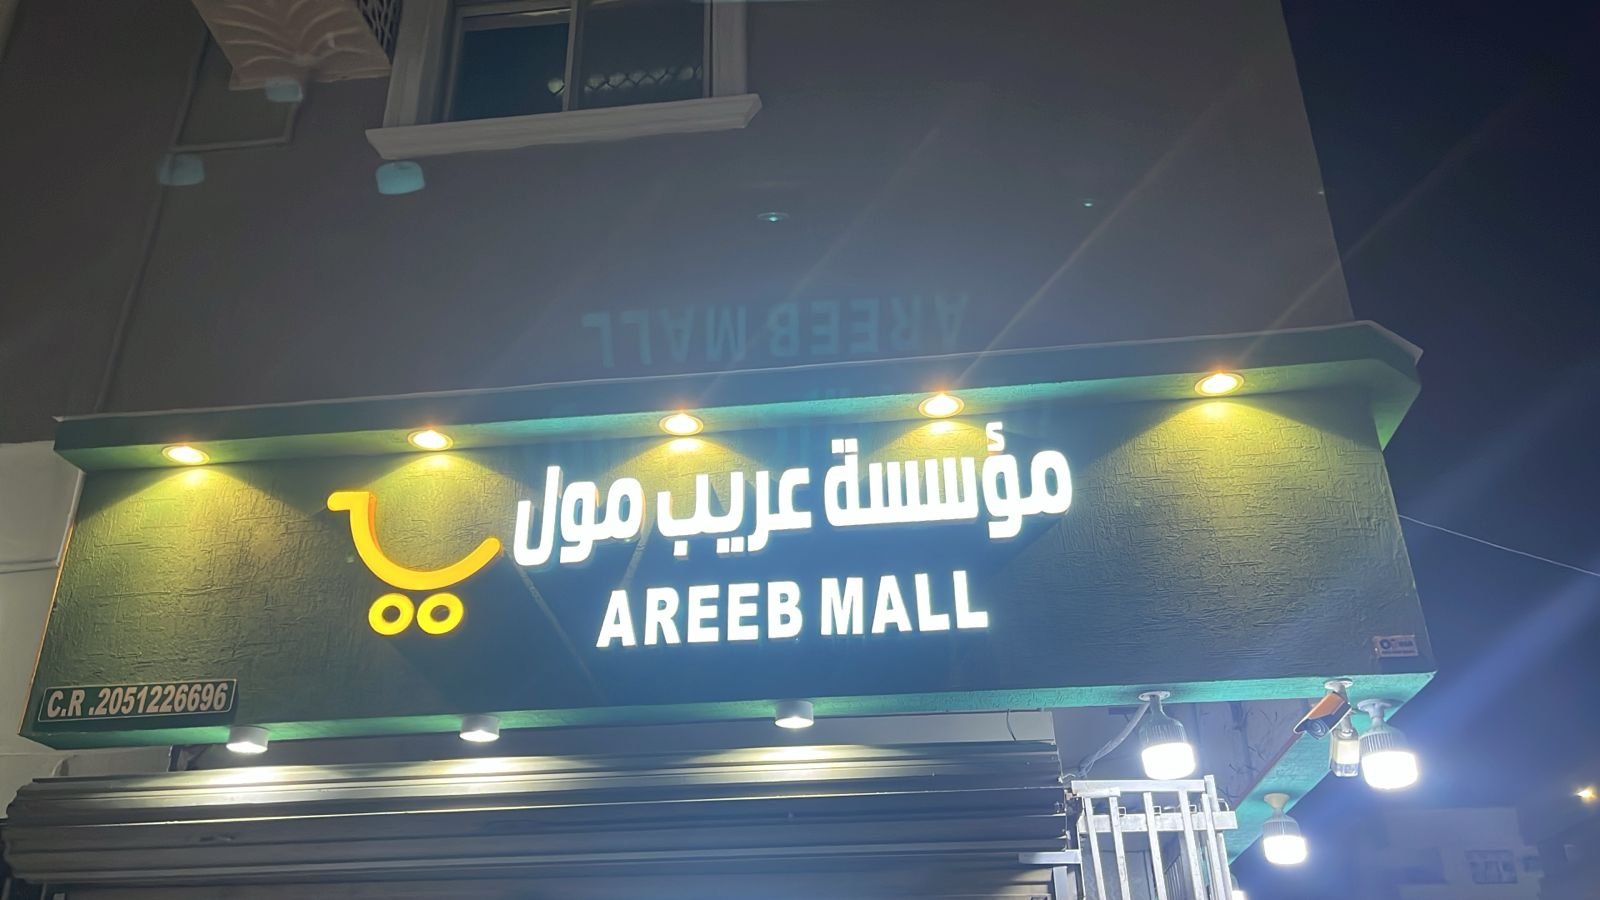 مؤسسة عريب مول
AREEB MALL
C.R .2051226696